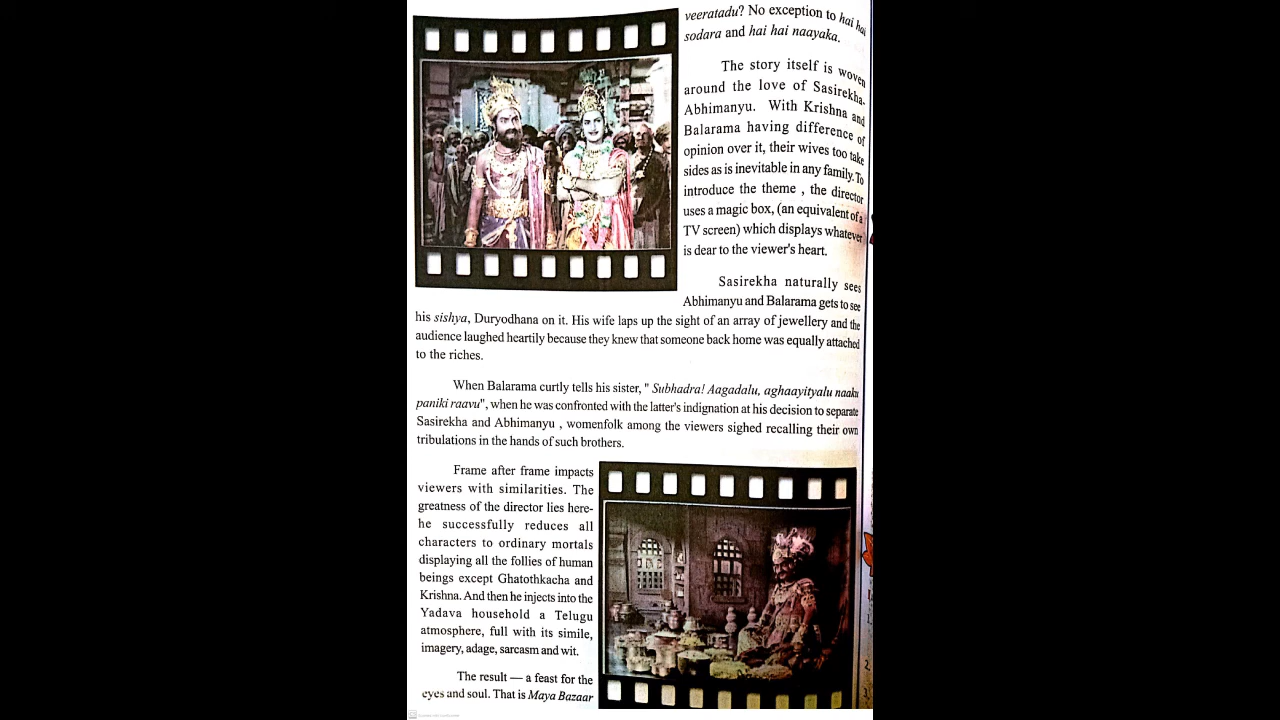 veeratadu? No exception to hai hai
sodara and hai hai naayaka.
The story itself is woven
around the love of Sasirekha-
Abhimanyu. With Krishna and
Balarama having difference of
opinion over it, their wives too take
sides as is inevitable in any family. To
introduce the theme , the director
uses a magic box, (an equivalent of a
TV screen) which displays whatever
is dear to the viewer's heart.
Sasirekha naturally sees
Abhimanyu and Balarama gets to see
his sishya, Duryodhana on it. His wife laps up the sight of an array of jewellery and the
audience laughed heartily because they knew that someone back home was equally attached
to the riches.
When Balarama curtly tells his sister, " Subhadra! Aagadalu, aghaayityalu naaku
paniki raavu", when he was confronted with the latter's indignation at his decision to separate
Sasirekha and Abhimanyu , womenfolk among the viewers sighed recalling their own
tribulations in the hands of such brothers.
Frame after frame impacts
viewers with similarities. The
greatness of the director lies here-
he successfully reduces all
characters to ordinary mortals
displaying all the follies of human
beings except Ghatothkacha and
Krishna. And then he injects into the
Yadava household a Telugu
atmosphere, full with its simile,
imagery, adage, sarcasm and wit.
The result — a feast for the
eyes and soul. That is Maya Bazaar